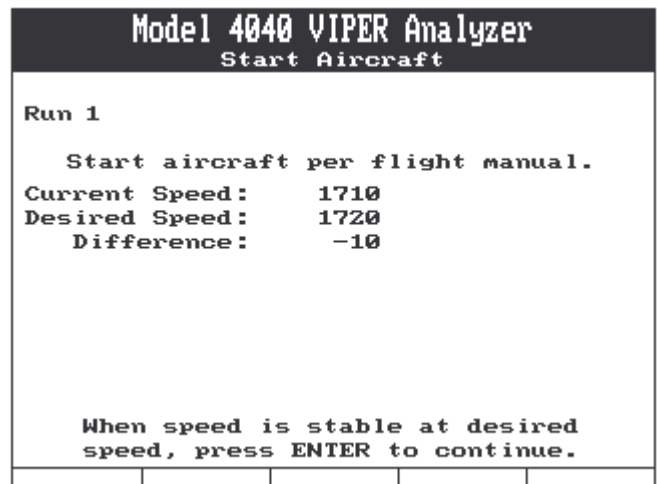 Model 4040 VIPER Analyzer
Start Aircraft
Run 1
Start aircraft per flight manual.
Current Speed: 1710
Desired Speed: 1720
Difference: -10
When speed is stable at desired
speed, press ENTER to continue.